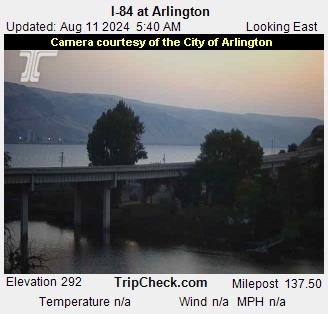 I-84 at Arlington
Updated: Aug 11 2024 5:40 AM Looking East
Camera courtesy of the City of Arlington
Elevation 292 TripCheck.com Milepost 137.50
Temperature n/a Wind n/a MPH n/a